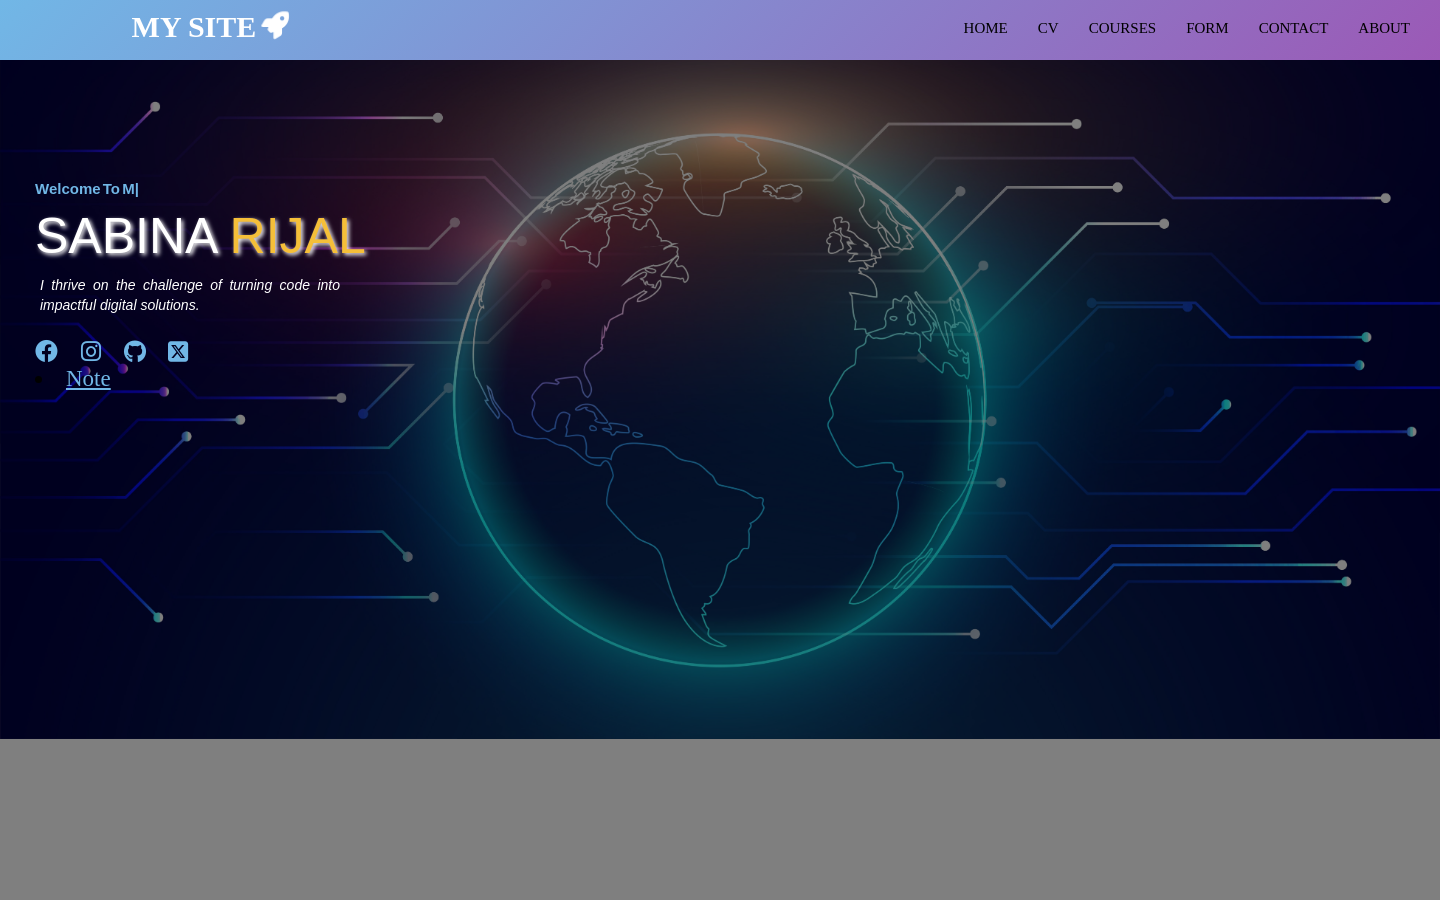 MY SITE
HOME CV COURSES FORM CONTACT ABOUT
Welcome To M|
SABINA RIJAL
I thrive on the challenge of turning code into
impactful digital solutions.
Note